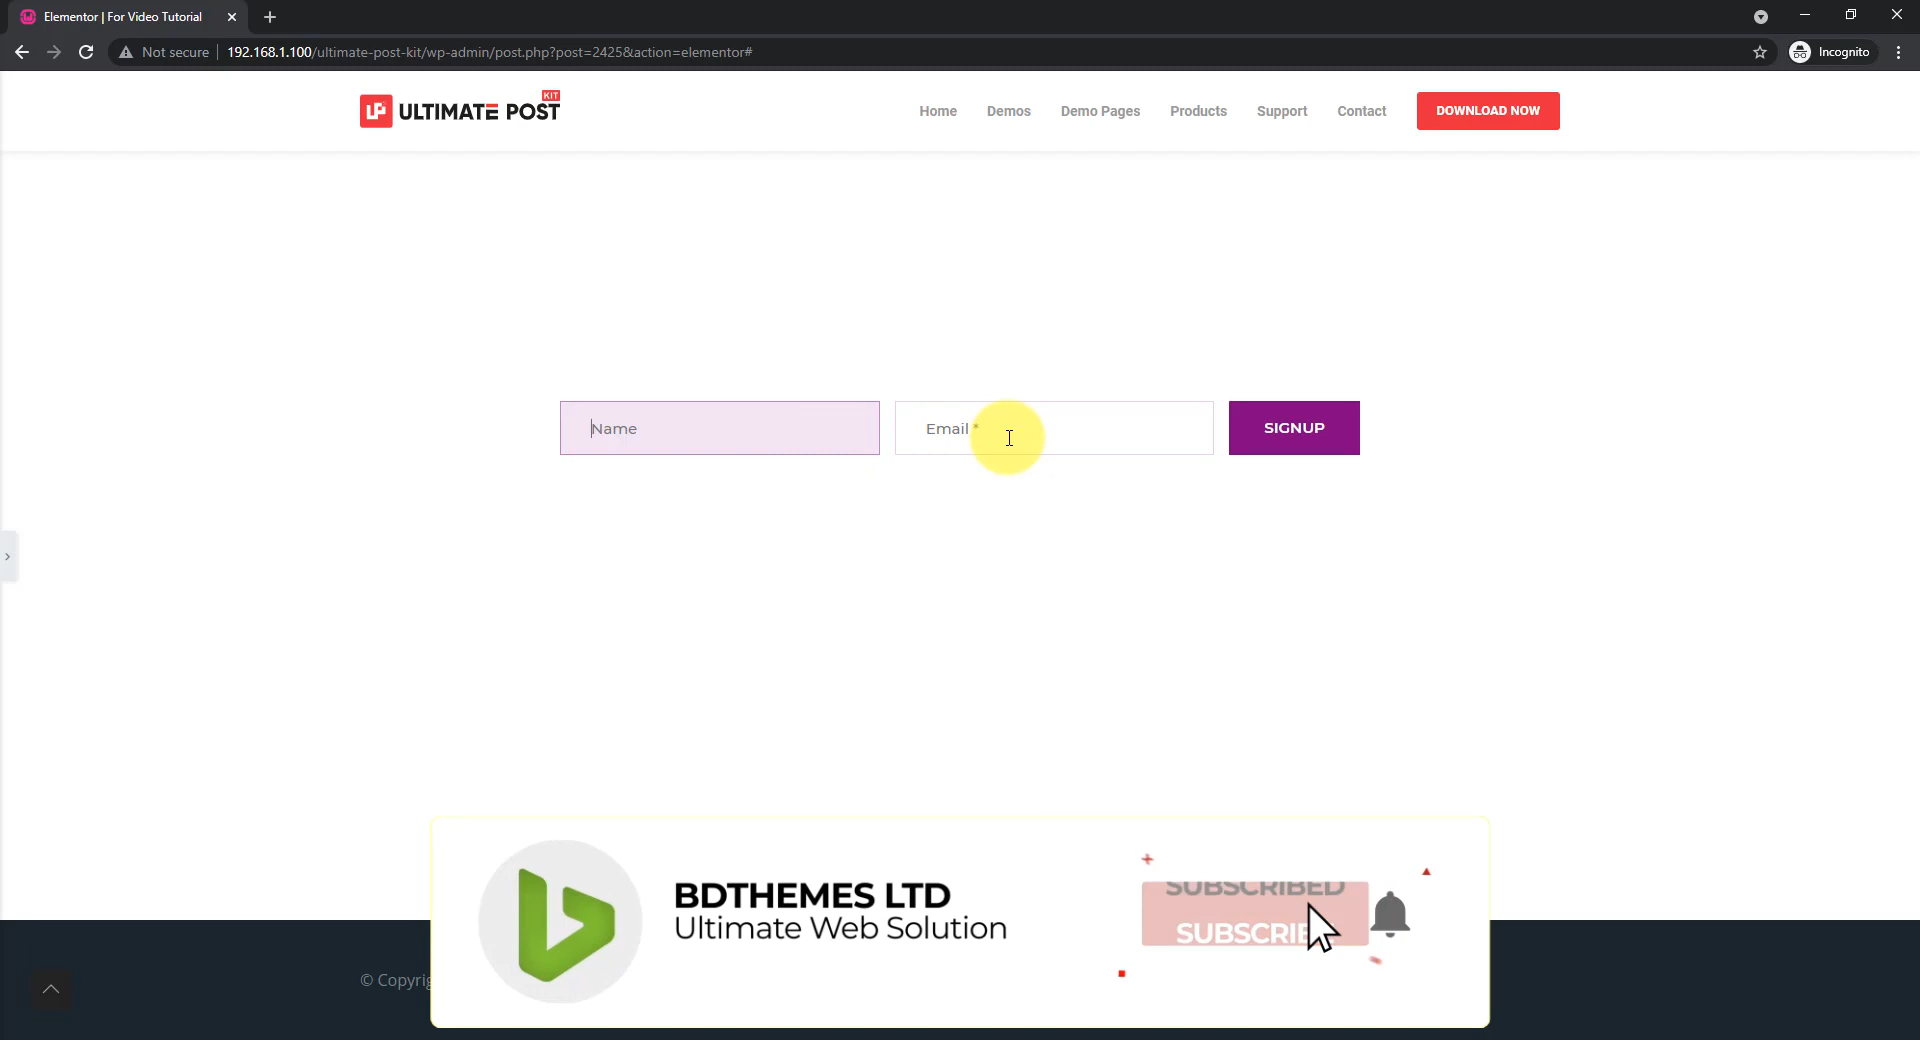 Elementor | For Video Tutorial
Not secure
192.168.1.100/ultimate-post-kit/wp-admin/post.php?post=2425&action=elementor#
Incognito
ULTIMATE POST KIT
Home
Demos
Demo Pages
Products
Support
Contact
DOWNLOAD NOW
Name
Email *
SIGNUP
BDTHEMES LTD
Ultimate Web Solution
SUBSCRIBED
SUBSCRIBE
©